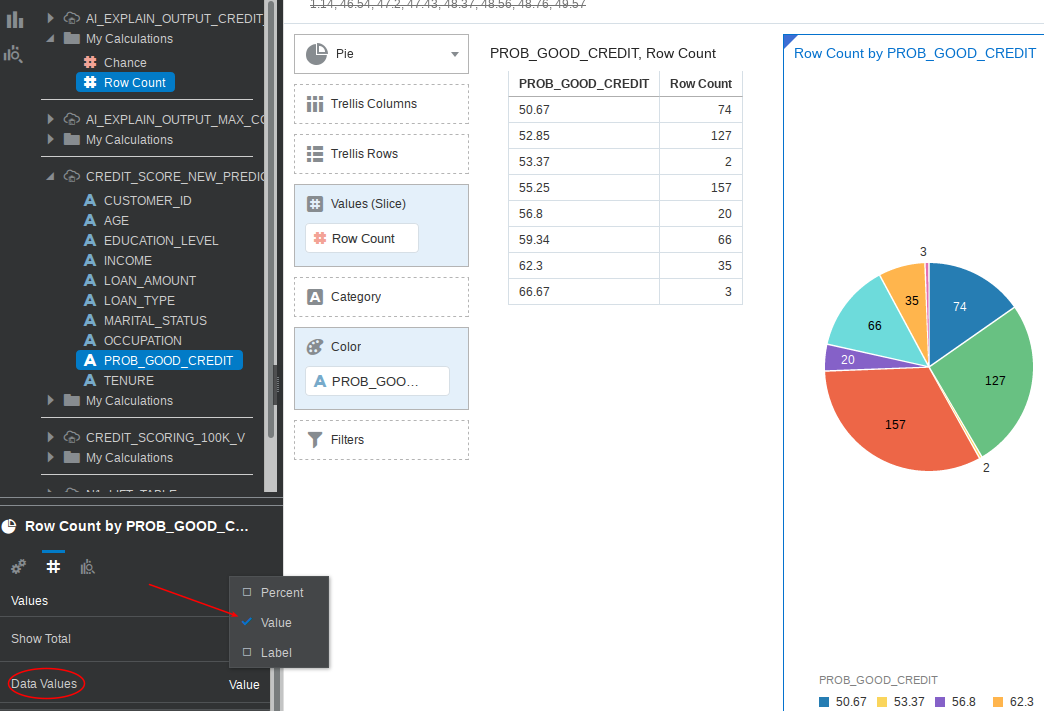 1.14, 46.54, 47.2, 47.43, 48.37, 48.56, 48.76, 49.57
AI_EXPLAIN_OUTPUT_CREDIT_
My Calculations
Chance
Row Count
AI_EXPLAIN_OUTPUT_MAX_CO
My Calculations
CREDIT_SCORE_NEW_PREDIC
CUSTOMER_ID
AGE
EDUCATION_LEVEL
INCOME
LOAN_AMOUNT
LOAN_TYPE
MARITAL_STATUS
OCCUPATION
PROB_GOOD_CREDIT
TENURE
My Calculations
CREDIT_SCORING_100K_V
My Calculations
Row Count by PROB_GOOD_C...
Values
Show Total
Data Values
Value
Percent
Value
Label
Pie
Trellis Columns
Trellis Rows
Values (Slice)
Row Count
Category
Color
PROB_GOO...
Filters
PROB_GOOD_CREDIT, Row Count
PROB_GOOD_CREDIT Row Count
50.67 74
52.85 127
53.37 2
55.25 157
56.8 20
59.34 66
62.3 35
66.67 3
Row Count by PROB_GOOD_CREDIT
3
35
74
66
20
127
157
2
PROB_GOOD_CREDIT
50.67 53.37 56.8 62.3